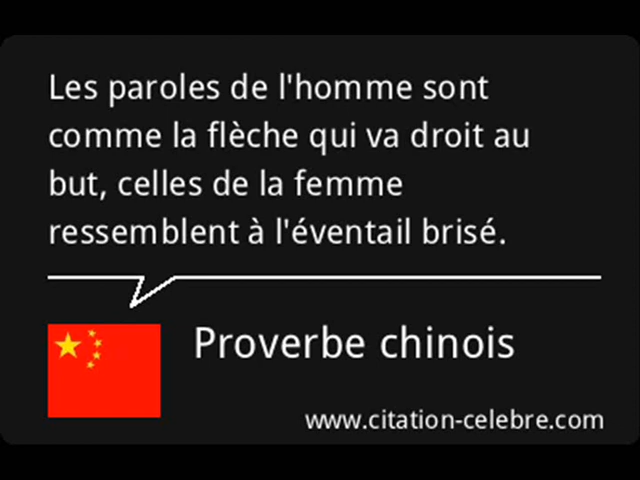 Les paroles de l'homme sont
comme la flèche qui va droit au
but, celles de la femme
ressemblent à l'éventail brisé.
Proverbe chinois
www.citation-celebre.com